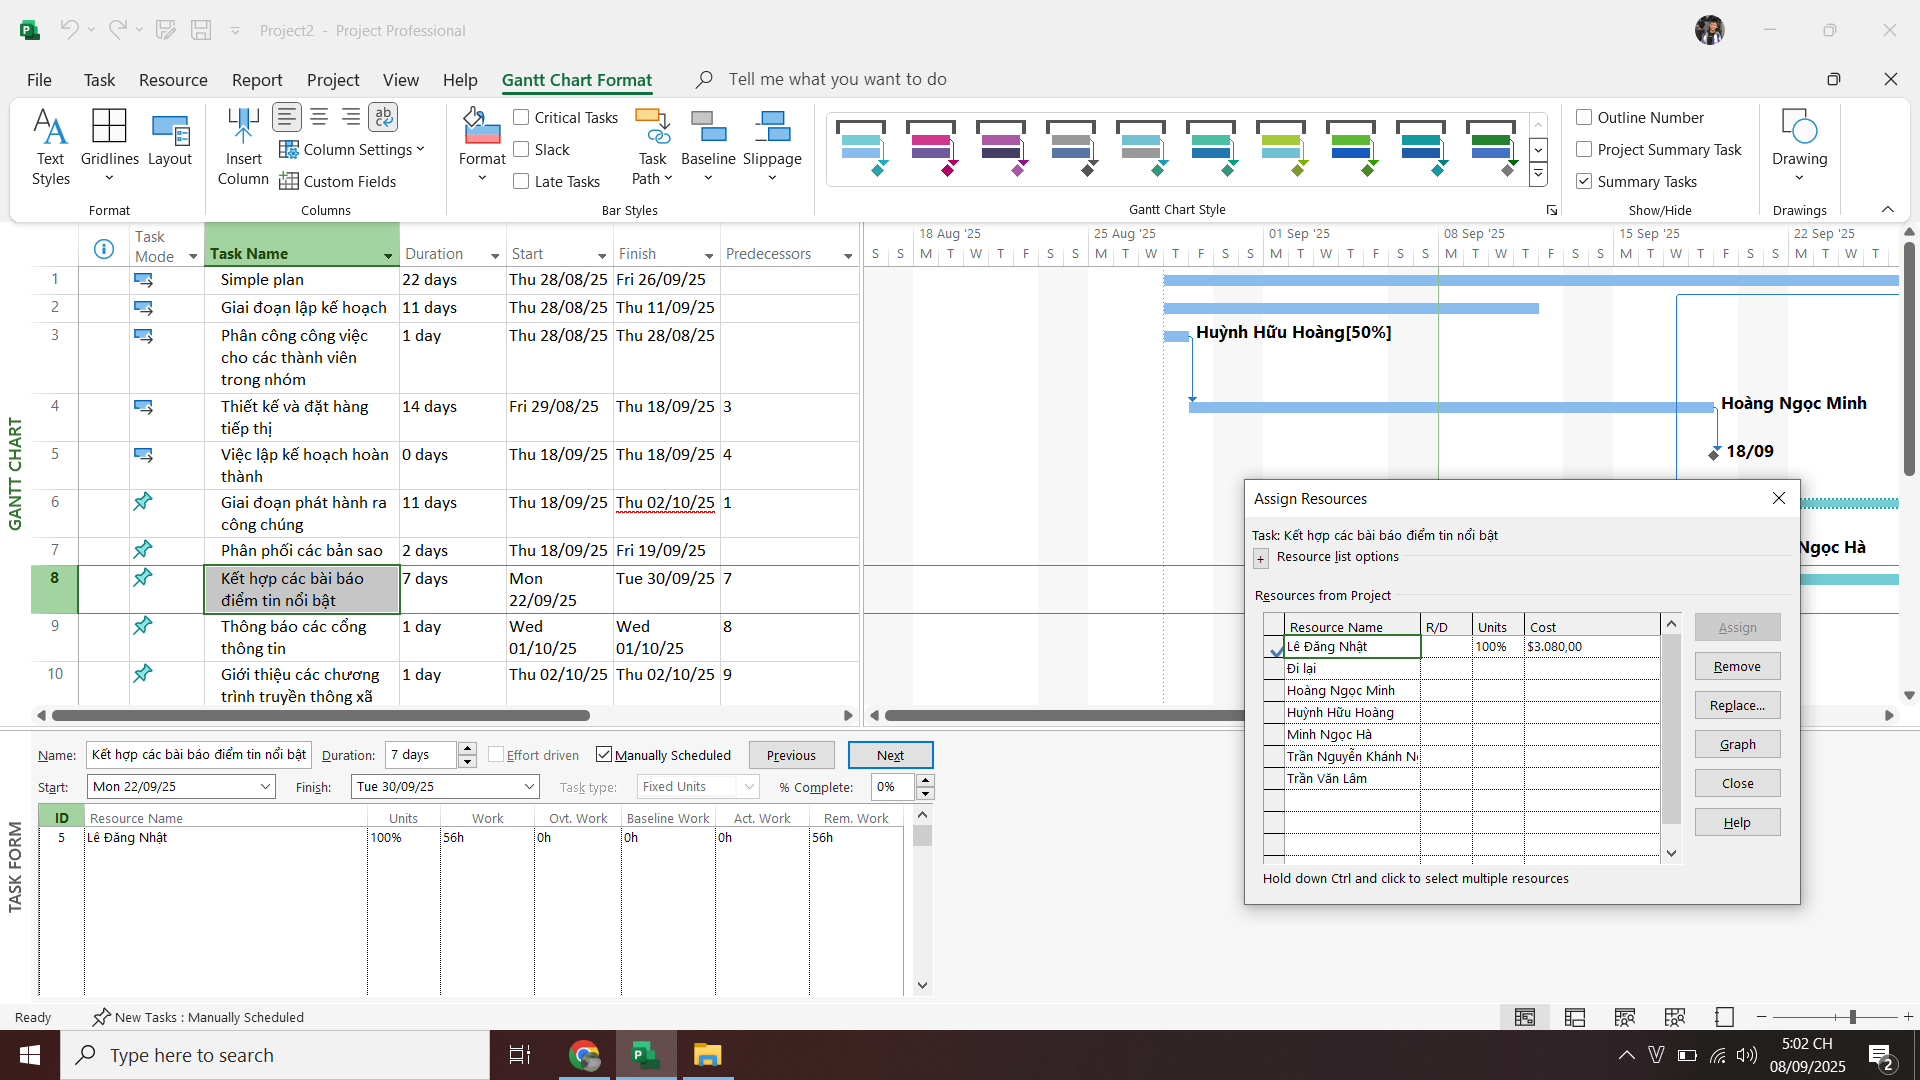 Project2 - Project Professional
File Task Resource Report Project View Help Gantt Chart Format Tell me what you want to do
Text Styles
Gridlines
Layout
Format
Insert Column
Column Settings
Custom Fields
Columns
Format
Critical Tasks
Slack
Late Tasks
Task Path
Baseline
Slippage
Bar Styles
Gantt Chart Style
Outline Number
Project Summary Task
Summary Tasks
Show/Hide
Drawing
Drawings
GANTT CHART
Task Mode Task Name Duration Start Finish Predecessors
18 Aug '25 25 Aug '25 01 Sep '25 08 Sep '25 15 Sep '25 22 Sep '25
S S M T W T F S S M T W T F S S M T W T F S S M T W T F S S M T W T F S S M T W T
1 Simple plan 22 days Thu 28/08/25 Fri 26/09/25
2 Giai đoạn lập kế hoạch 11 days Thu 28/08/25 Thu 11/09/25
3 Phân công công việc 1 day Thu 28/08/25 Thu 28/08/25
cho các thành viên
trong nhóm
Huỳnh Hữu Hoàng[50%]
4 Thiết kế và đặt hàng 14 days Fri 29/08/25 Thu 18/09/25 3
tiếp thị
Hoàng Ngọc Minh
5 Việc lập kế hoạch hoàn 0 days Thu 18/09/25 Thu 18/09/25 4
thành
18/09
6 Giai đoạn phát hành ra 11 days Thu 18/09/25 Thu 02/10/25 1
công chúng
7 Phân phối các bản sao 2 days Thu 18/09/25 Fri 19/09/25
Ngọc Hà
8 Kết hợp các bài báo 7 days Mon Tue 30/09/25 7
điểm tin nổi bật 22/09/25
9 Thông báo các cổng 1 day Wed Wed 8
thông tin 01/10/25 01/10/25
10 Giới thiệu các chương 1 day Thu 02/10/25 Thu 02/10/25 9
trình truyền thông xã
Assign Resources
Task: Kết hợp các bài báo điểm tin nổi bật
+ Resource list options
Resources from Project
Resource Name R/D Units Cost
Lê Đăng Nhật 100% $3.080,00
Đi lại
Hoàng Ngọc Minh
Huỳnh Hữu Hoàng
Minh Ngọc Hà
Trần Nguyễn Khánh
Trần Văn Lâm
Assign
Remove
Replace...
Graph
Close
Help
Hold down Ctrl and click to select multiple resources
TASK FORM
Name: Kết hợp các bài báo điểm tin nổi bật Duration: 7 days Effort driven Manually Scheduled Previous Next
Start: Mon 22/09/25 Finish: Tue 30/09/25 Task type: Fixed Units % Complete: 0%
ID Resource Name Units Work Ovt. Work Baseline Work Act. Work Rem. Work
5 Lê Đăng Nhật 100% 56h 0h 0h 0h 56h
Ready New Tasks : Manually Scheduled
Type here to search
5:02 CH
08/09/2025
2